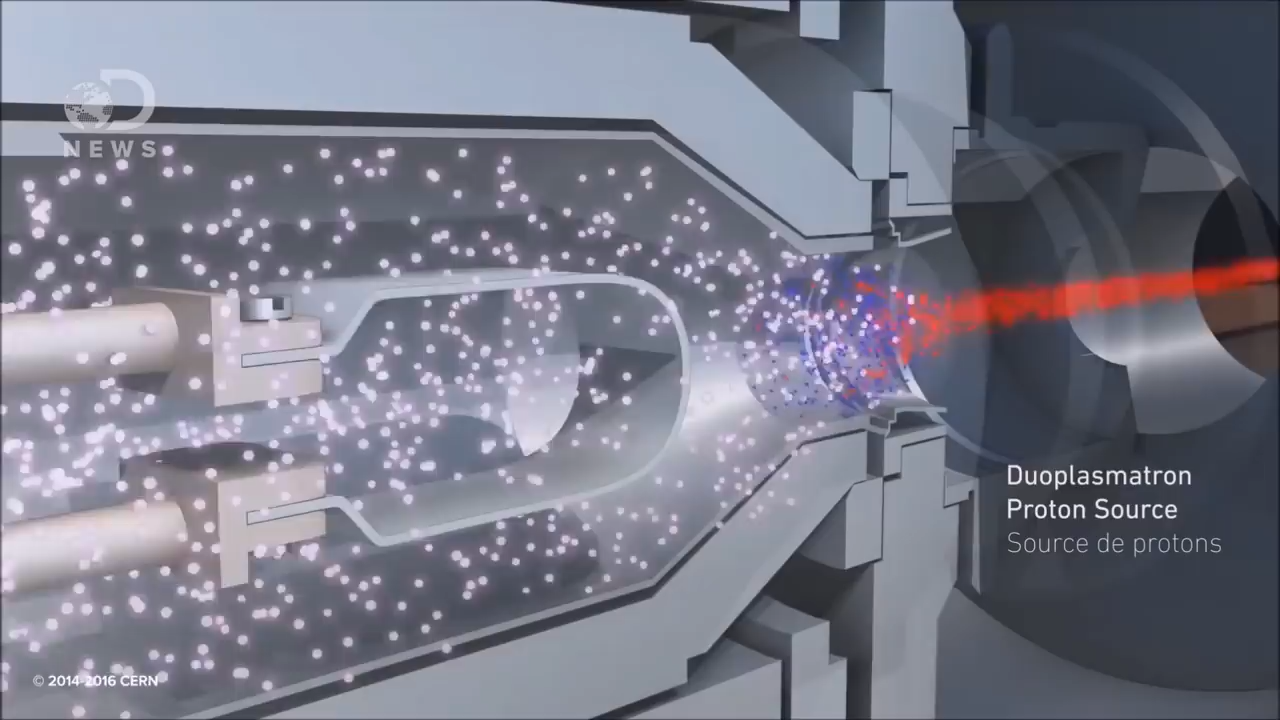 NEWS
Duoplasmatron
Proton Source
Source de protons
© 2014-2016 CERN